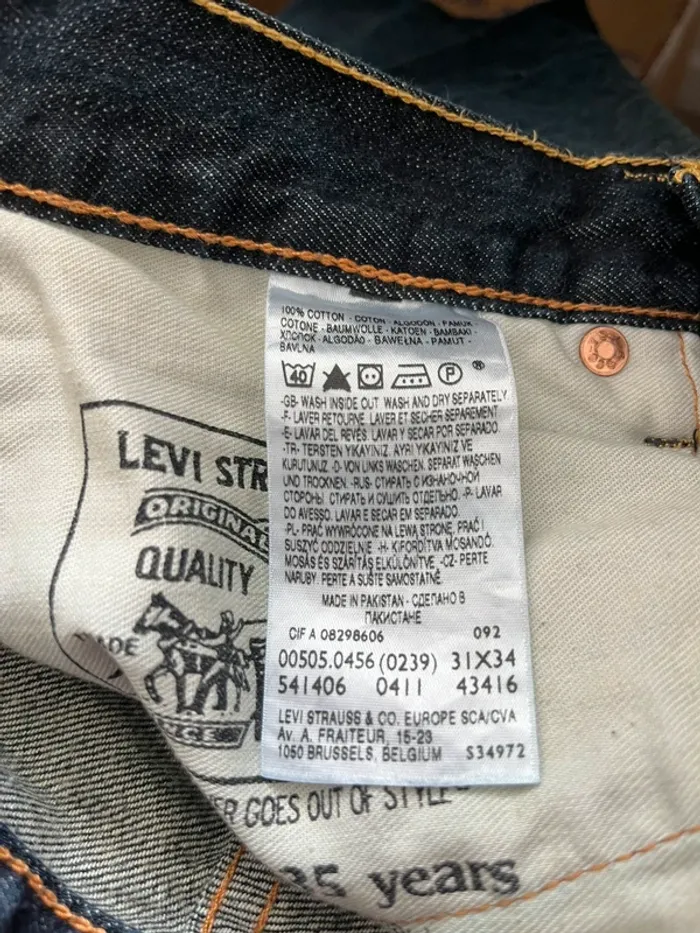 100% COTTON - COTON - ALGODON - PAMUK -
COTONE - BAUMWOLLE - KATOEN - BAMBAKI -
ХЛОПОК - ALGODÃO - BAWEŁNA - PAMUT -
BAVLNA
40 P ®
-GB- WASH INSIDE OUT WASH AND DRY SEPARATELY
-F- LAVER RETOURNE. LAVER ET SECHER SEPAREMENT
-E- LAVAR DEL REVÉS. LAVAR Y SECAR POR SEPARADO.
-TR- TERSTEN YIKAYINIZ. AYRI YIKAYINIZ VE
KURUTUNUZ. -D- VON LINKS WASCHEN. SEPARAT WASCHEN
UND TROCKNEN. -RUS- СТИРАТЬ С ИЗНАНОЧНОЙ
СТОРОНЫ. СТИРАТЬ И СУШИТЬ ОТДЕЛЬНО. -P- LAVAR
DO AVESSO. LAVAR E SECAR EM SEPARADO.
-PL- PRAĆ WYWRÓCONE NA LEWĄ STRONĘ. PRAĆ I
SUSZYĆ ODDZIELNIE. -H- KIFORDÍTVA MOSANDÓ.
MOSÁS ÉS SZÁRÍTÁS ELKÜLÖNÍTVE. -CZ- PERTE
NARUBY. PERTE A SUŠTE SAMOSTATNĚ.
MADE IN PAKISTAN - СДЕЛАНО В
ПАКИСТАНЕ
CIF A 08298606 092
00505.0456 (0239) 31X34
541406 0411 43416
LEVI STRAUSS & CO. EUROPE SCA/CVA
Av. A. FRAITEUR, 15-23
1050 BRUSSELS, BELGIUM S34972
LEVI STR
ORIGINAL
QUALITY
MADE
GOES OUT OF STYLE
years